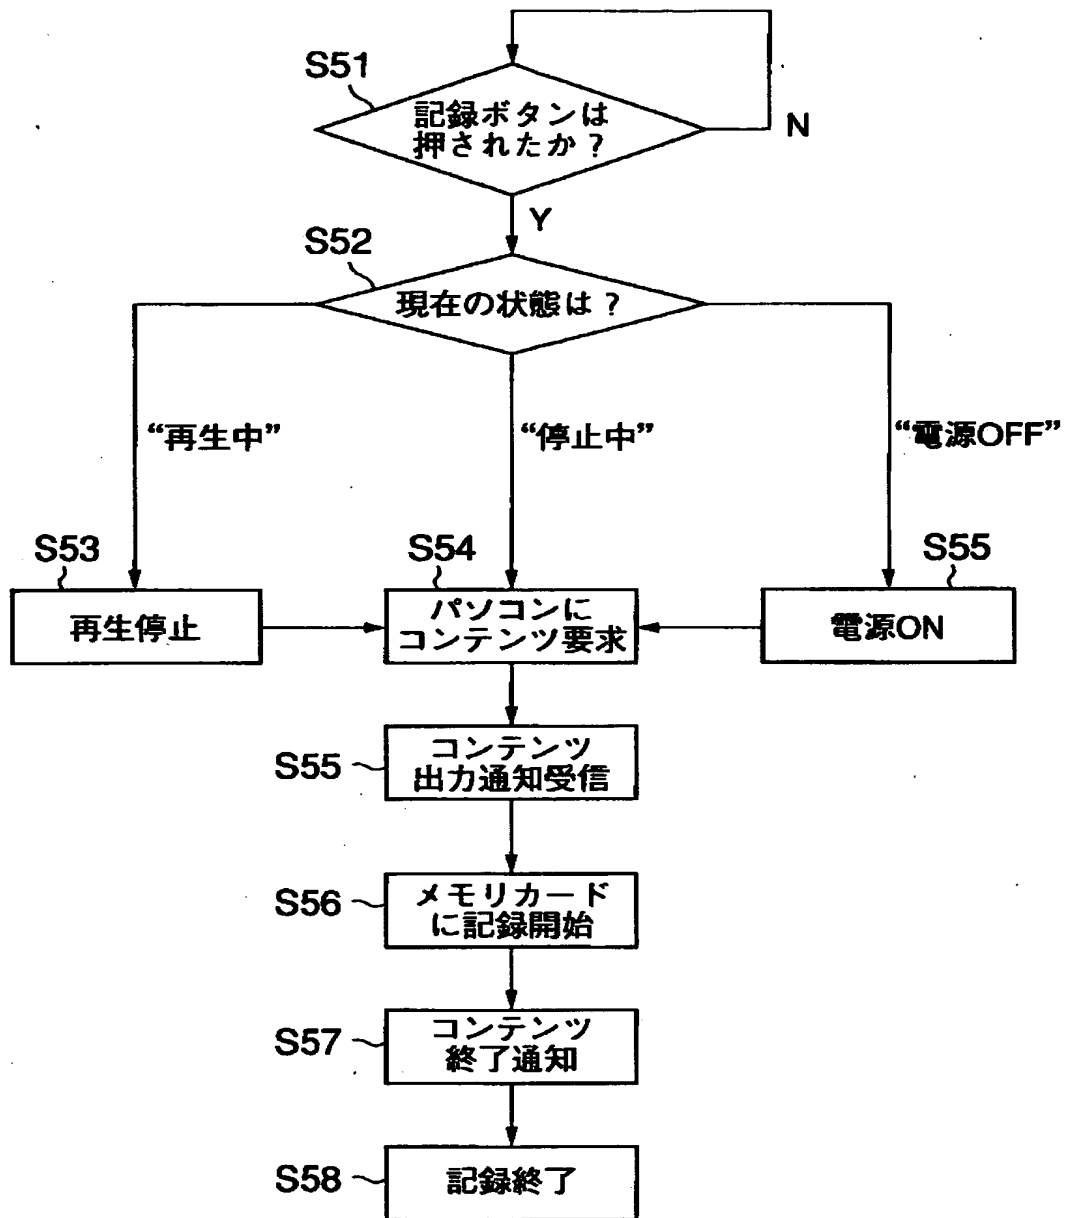 S51
記録ボタンは
押されたか？
N
Y
S52
現在の状態は？
“再生中”
“停止中”
“電源OFF”
S53
再生停止
S54
パソコンに
コンテンツ要求
S55
電源ON
S55
コンテンツ
出力通知受信
S56
メモリカード
に記録開始
S57
コンテンツ
終了通知
S58
記録終了